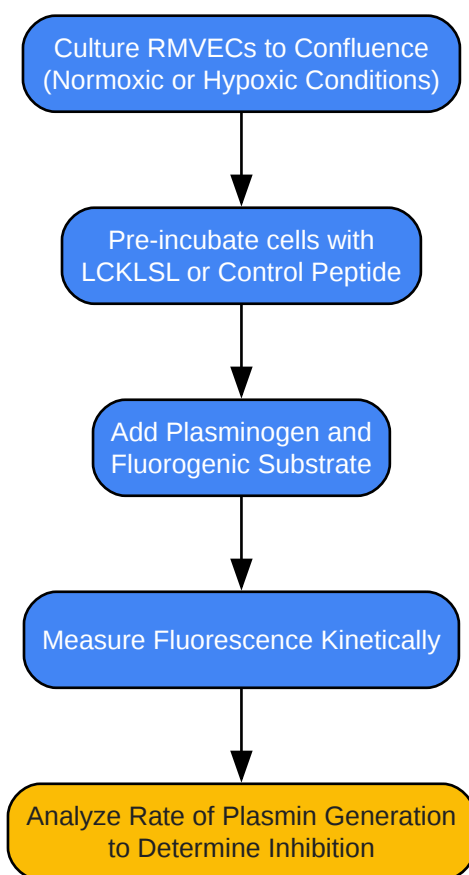 Culture RMVECs to Confluence
(Normoxic or Hypoxic Conditions)
Pre-incubate cells with
LCKLSL or Control Peptide
Add Plasminogen and
Fluorogenic Substrate
Measure Fluorescence Kinetically
Analyze Rate of Plasmin Generation
to Determine Inhibition